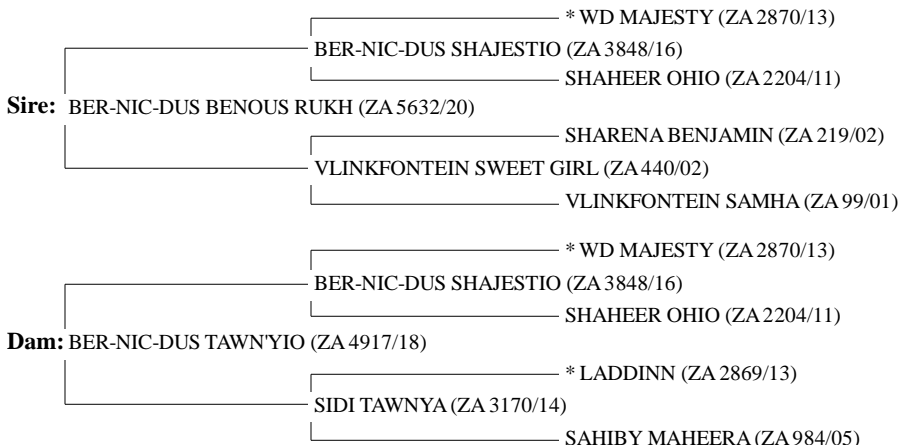 * WD MAJESTY (ZA 2870/13)
BER-NIC-DUS SHAJESTIO (ZA 3848/16)
SHAHEER OHIO (ZA 2204/11)
Sire: BER-NIC-DUS BENOUS RUKH (ZA 5632/20)
SHARENA BENJAMIN (ZA 219/02)
VLINKFONTEIN SWEET GIRL (ZA 440/02)
VLINKFONTEIN SAMHA (ZA 99/01)
* WD MAJESTY (ZA 2870/13)
BER-NIC-DUS SHAJESTIO (ZA 3848/16)
SHAHEER OHIO (ZA 2204/11)
Dam: BER-NIC-DUS TAWN'YIO (ZA 4917/18)
* LADDINN (ZA 2869/13)
SIDI TAWNYA (ZA 3170/14)
SAHIBY MAHEERA (ZA 984/05)